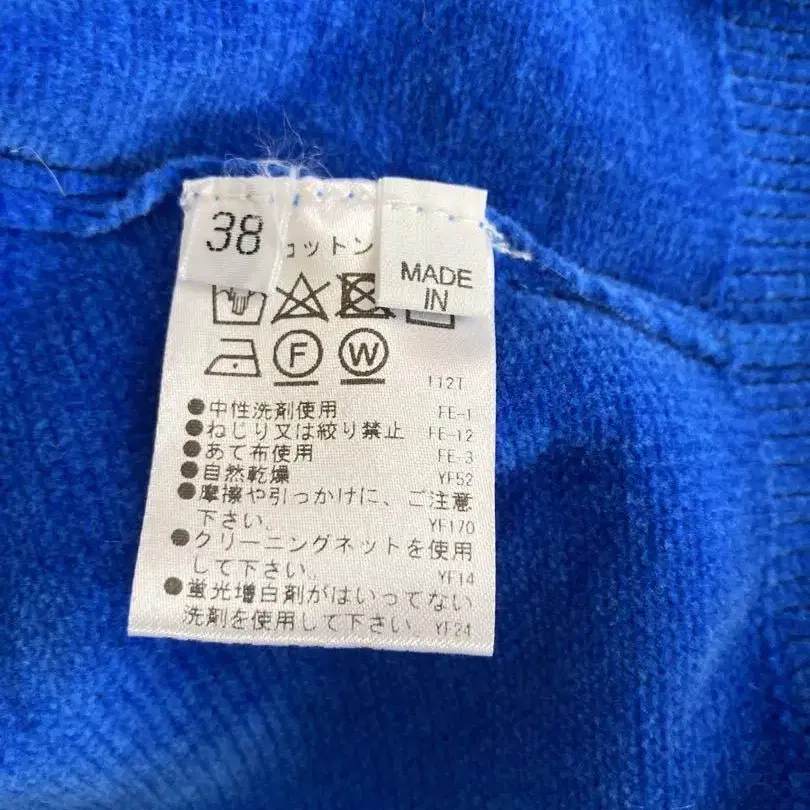 38
コットン
MADE
IN
F W
112T
●中性洗剤使用 FE-1
●ねじり又は絞り禁止 FE-12
●あて布使用 FE-3
●自然乾燥 YF52
●摩擦や引っかけに、ご注意
下さい。 YF170
●クリーニングネットを使用
して下さい。 YF14
●蛍光増白剤がはいってない
洗剤を使用して下さい。 YF24